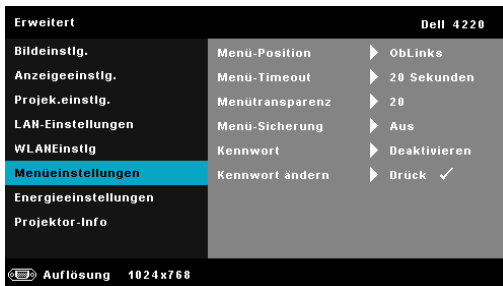 Erweitert Dell 4220
Bildeinstlg. Menü-Position ObLinks
Anzeigeeinstlg. Menü-Timeout 20 Sekunden
Projek.einstlg. Menütransparenz 20
LAN-Einstellungen Menü-Sicherung Aus
WLANEinstlg Kennwort Deaktivieren
Menüeinstellungen Kennwort ändern Drück
Energieeinstellungen
Projektor-Info
Auflösung 1024x768